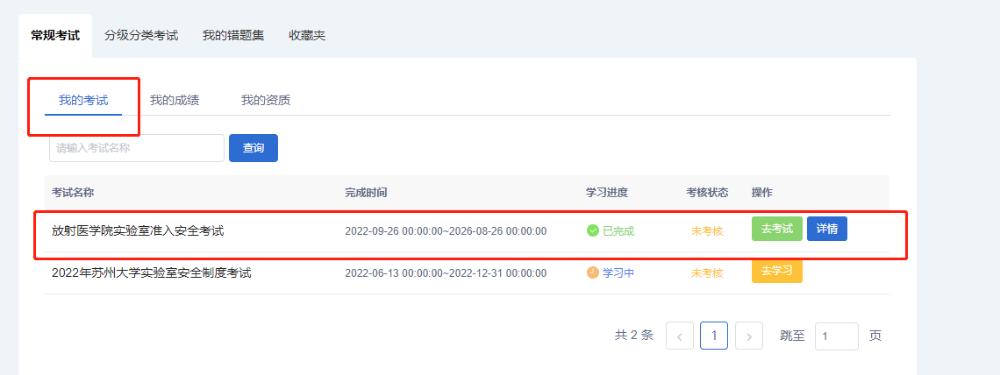 常规考试 分级分类考试 我的错题集 收藏夹
我的考试 我的成绩 我的资质
请输入考试名称 查询
考试名称 完成时间 学习进度 考核状态 操作
放射医学院实验室准入安全考试 2022-09-26 00:00:00~2026-08-26 00:00:00 已完成 未考核 去考试 详情
2022年苏州大学实验室安全制度考试 2022-06-13 00:00:00~2022-12-31 00:00:00 学习中 未考核 去学习
共 2 条 < 1 > 跳至 1 页